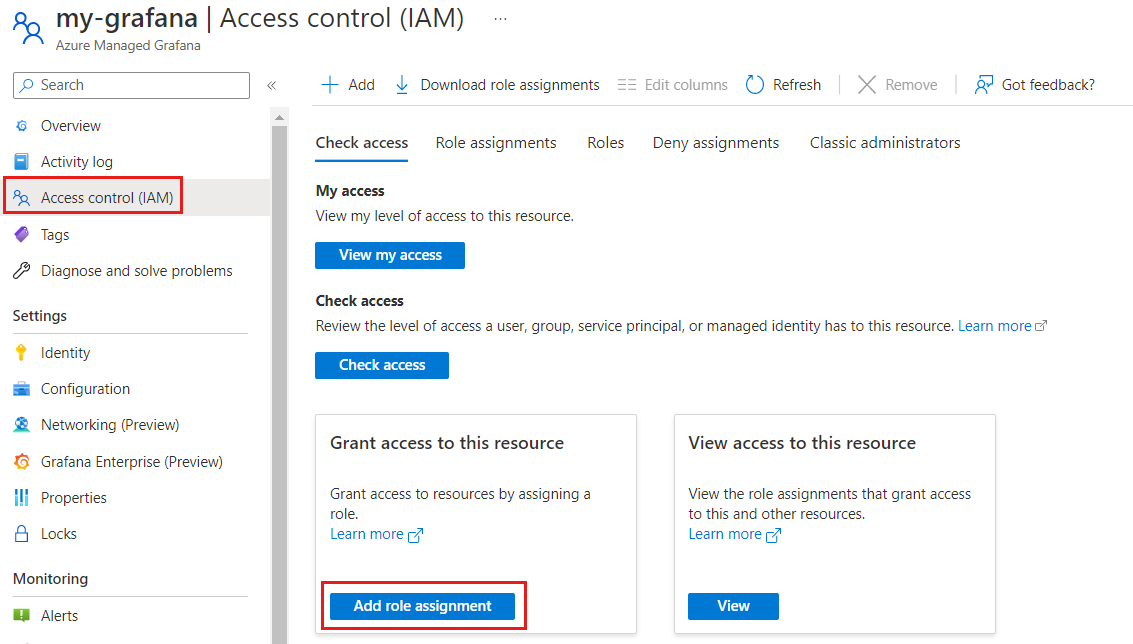 my-grafana | Access control (IAM) ...
Azure Managed Grafana
Search
«
Overview
Activity log
Access control (IAM)
Tags
Diagnose and solve problems
Settings
Identity
Configuration
Networking (Preview)
Grafana Enterprise (Preview)
Properties
Locks
Monitoring
Alerts
Add Download role assignments Edit columns Refresh Remove Got feedback?
Check access Role assignments Roles Deny assignments Classic administrators
My access
View my level of access to this resource.
View my access
Check access
Review the level of access a user, group, service principal, or managed identity has to this resource. Learn more
Check access
Grant access to this resource
Grant access to resources by assigning a
role.
Learn more
Add role assignment
View access to this resource
View the role assignments that grant access
to this and other resources.
Learn more
View